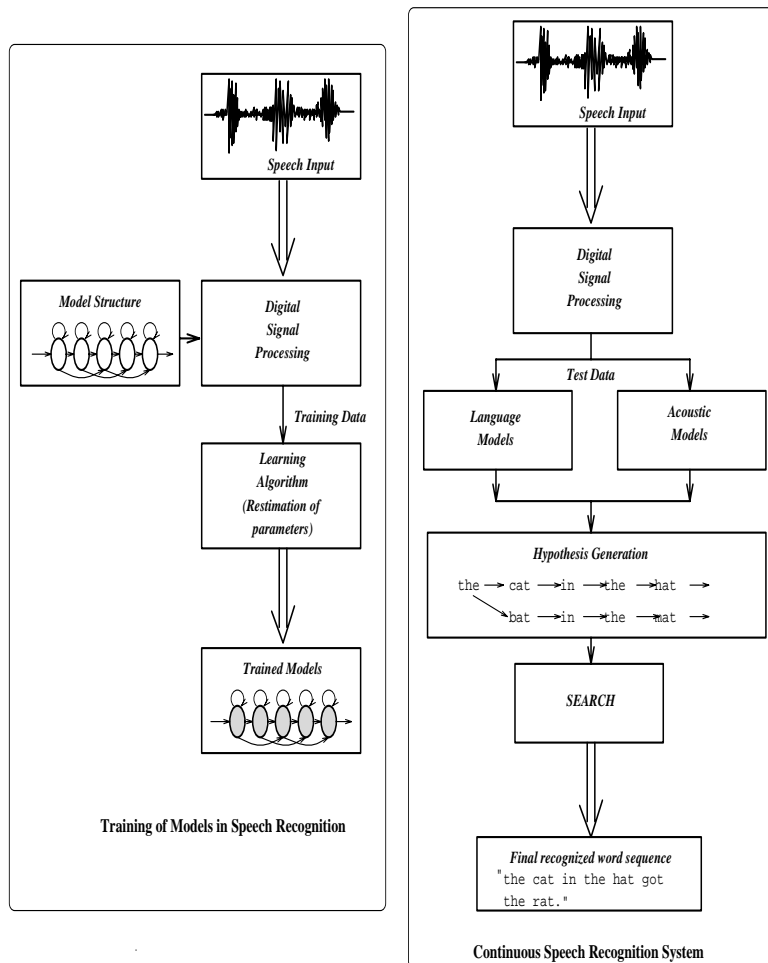 Speech Input
Model Structure
Digital
Signal
Processing
Training Data
Learning
Algorithm
(Restimation of
parameters)
Trained Models
Training of Models in Speech Recognition
Speech Input
Digital
Signal
Processing
Test Data
Language
Models
Acoustic
Models
Hypothesis Generation
the cat in the hat
bat in the mat
SEARCH
Final recognized word sequence
"the cat in the hat got
the rat."
Continuous Speech Recognition System